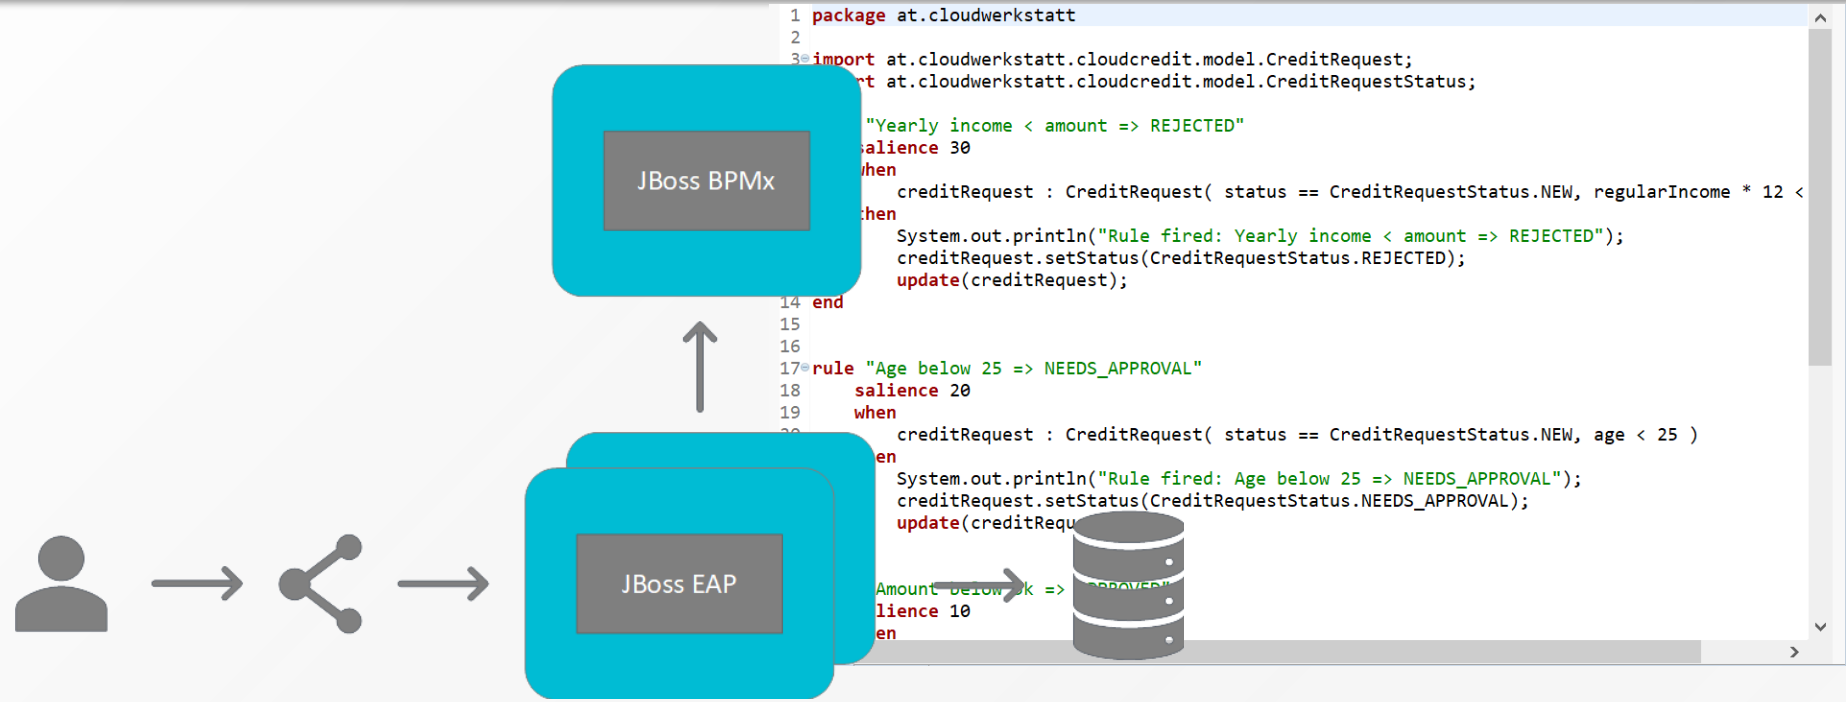 1 package at.cloudwerkstatt
2
3 import at.cloudwerkstatt.cloudcredit.model.CreditRequest;
rt at.cloudwerkstatt.cloudcredit.model.CreditRequestStatus;
"Yearly income < amount => REJECTED"
salience 30
when
creditRequest : CreditRequest( status == CreditRequestStatus.NEW, regularIncome * 12 <
then
System.out.println("Rule fired: Yearly income < amount => REJECTED");
creditRequest.setStatus(CreditRequestStatus.REJECTED);
update(creditRequest);
14 end
15
16
17 rule "Age below 25 => NEEDS_APPROVAL"
18 salience 20
19 when
creditRequest : CreditRequest( status == CreditRequestStatus.NEW, age < 25 )
en
System.out.println("Rule fired: Age below 25 => NEEDS_APPROVAL");
creditRequest.setStatus(CreditRequestStatus.NEEDS_APPROVAL);
update(creditRequ
"Amount below 5k => APPROVED"
lience 10
en
JBoss BPMx
JBoss EAP